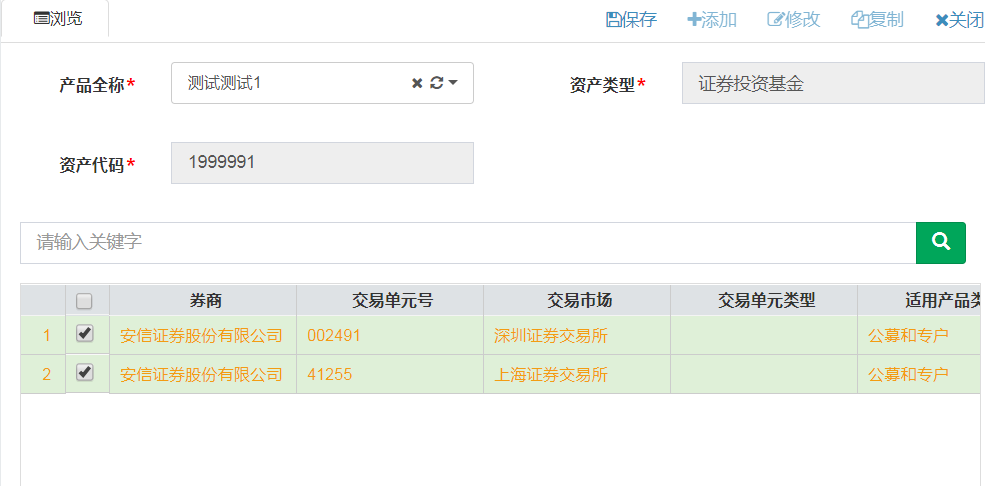 浏览 保存 添加 修改 复制 关闭
产品全称* 测试测试1 资产类型* 证券投资基金
资产代码* 1999991
请输入关键字
券商 交易单元号 交易市场 交易单元类型 适用产品类
1 安信证券股份有限公司 002491 深圳证券交易所 公募和专户
2 安信证券股份有限公司 41255 上海证券交易所 公募和专户